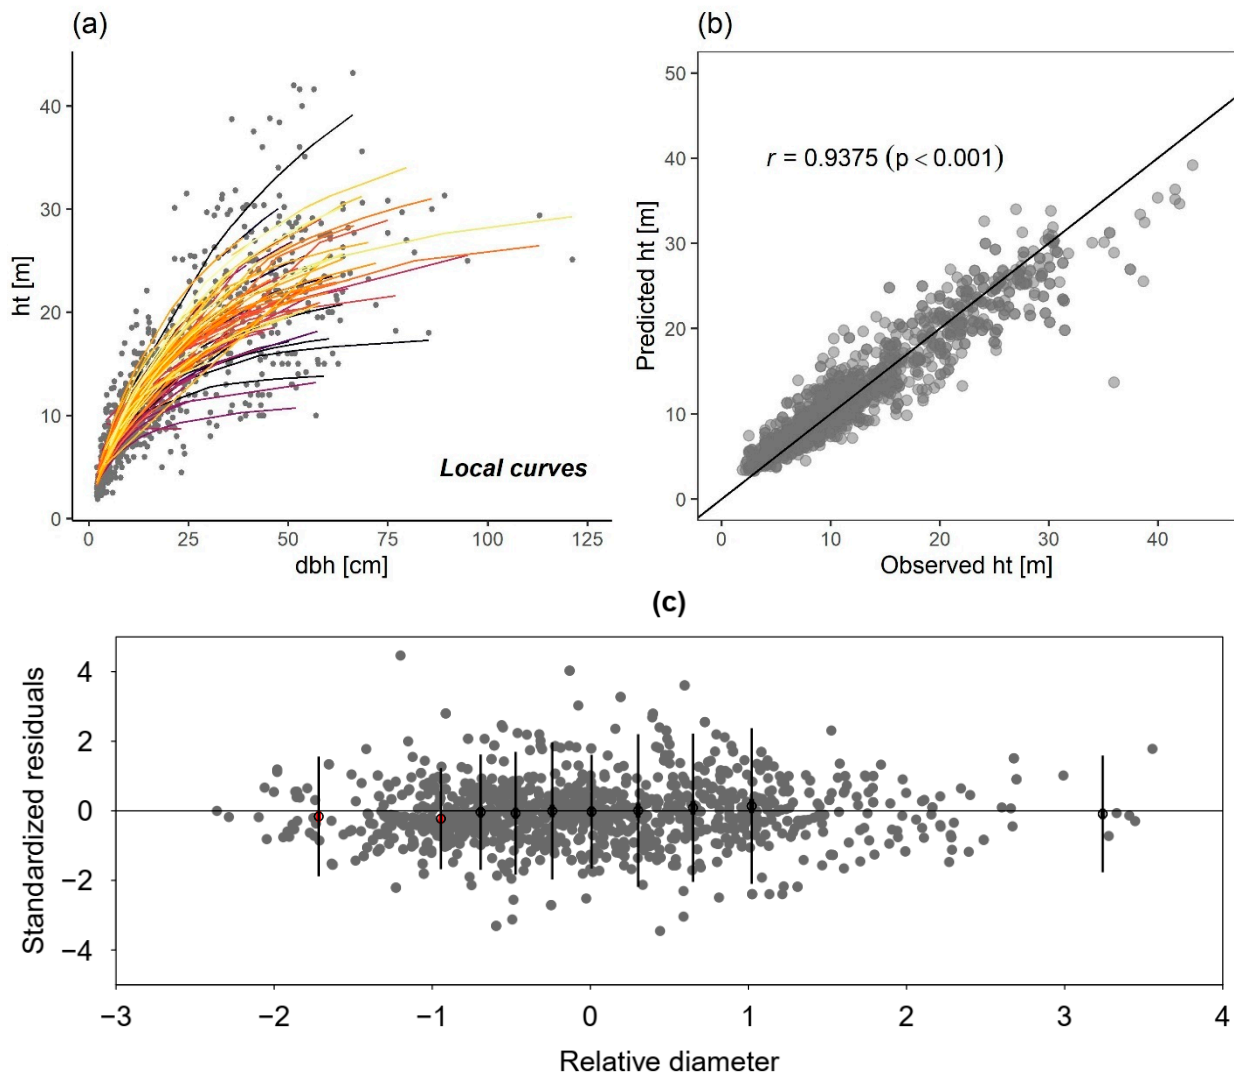 (a)
ht [m]
40
30
20
10
0
Local curves
0 25 50 75 100 125
dbh [cm]
(b)
Predicted ht [m]
50
40
30
20
10
0
r = 0.9375 (p < 0.001)
0 10 20 30 40
Observed ht [m]
(c)
Standardized residuals
4
2
0
−2
−4
−3 −2 −1 0 1 2 3 4
Relative diameter